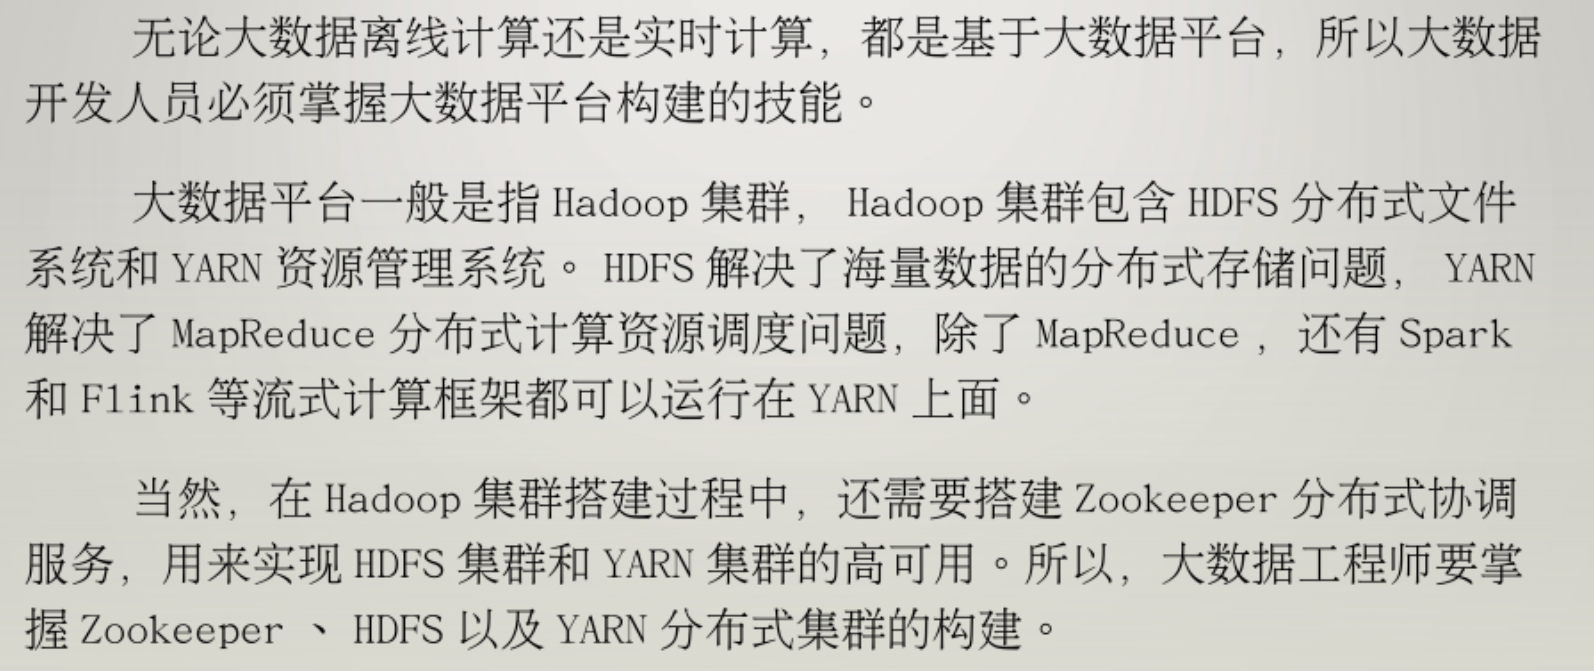 无论大数据离线计算还是实时计算，都是基于大数据平台，所以大数据
开发人员必须掌握大数据平台构建的技能。
大数据平台一般是指 Hadoop 集群， Hadoop 集群包含 HDFS 分布式文件
系统和 YARN 资源管理系统。 HDFS 解决了海量数据的分布式存储问题， YARN
解决了 MapReduce 分布式计算资源调度问题，除了 MapReduce ，还有 Spark
和 Flink 等流式计算框架都可以运行在 YARN 上面。
当然，在 Hadoop 集群搭建过程中，还需要搭建 Zookeeper 分布式协调
服务，用来实现 HDFS 集群和 YARN 集群的高可用。所以，大数据工程师要掌
握 Zookeeper 、 HDFS 以及 YARN 分布式集群的构建。